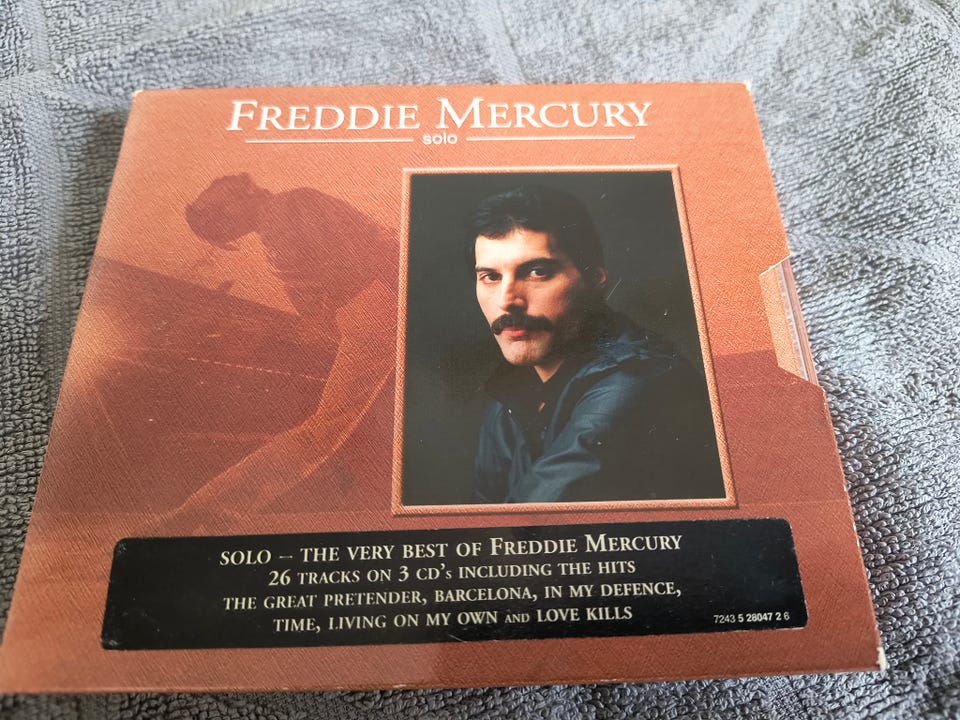 FREDDIE MERCURY
solo
SOLO – THE VERY BEST OF FREDDIE MERCURY
26 TRACKS ON 3 CD's INCLUDING THE HITS
THE GREAT PRETENDER, BARCELONA, IN MY DEFENCE,
TIME, LIVING ON MY OWN AND LOVE KILLS
7243 5 28047 2 6